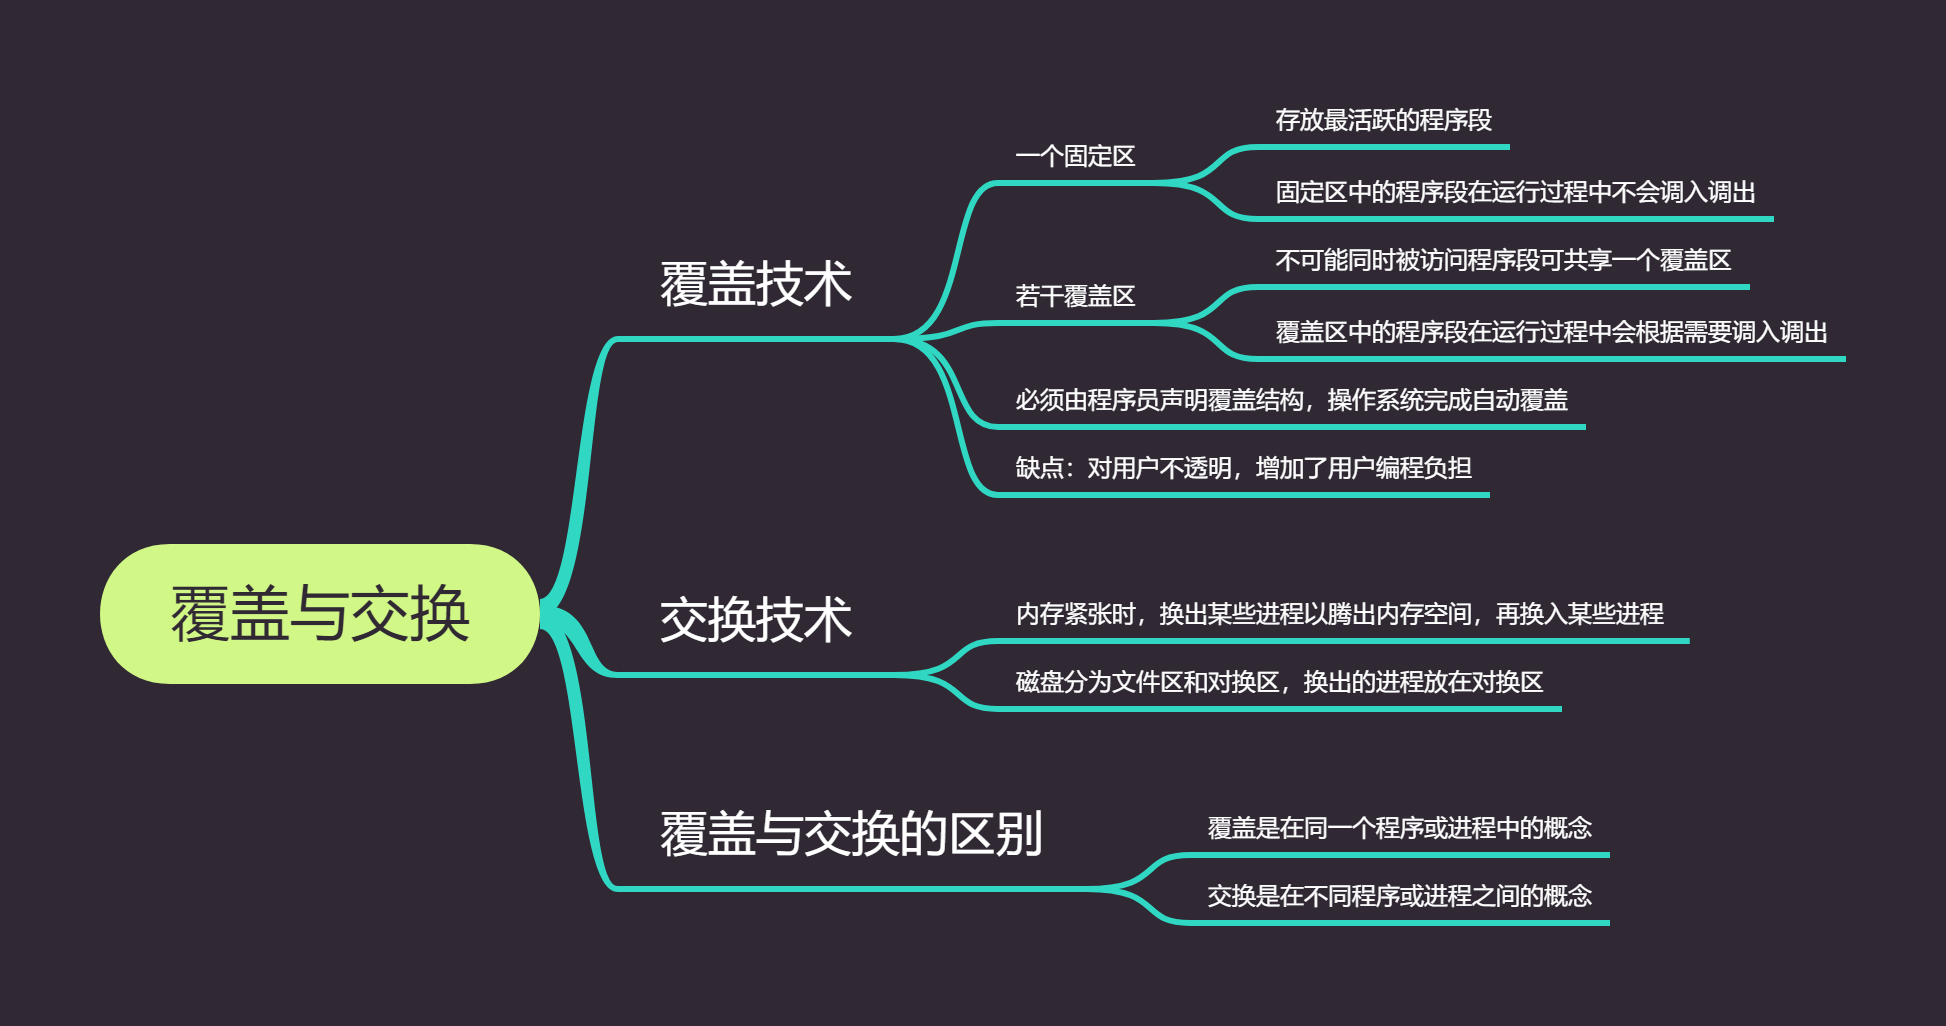 覆盖与交换
覆盖技术
一个固定区
存放最活跃的程序段
固定区中的程序段在运行过程中不会调入调出
若干覆盖区
不可能同时被访问程序段可共享一个覆盖区
覆盖区中的程序段在运行过程中会根据需要调入调出
必须由程序员声明覆盖结构，操作系统完成自动覆盖
缺点：对用户不透明，增加了用户编程负担
交换技术
内存紧张时，换出某些进程以腾出内存空间，再换入某些进程
磁盘分为文件区和对换区，换出的进程放在对换区
覆盖与交换的区别
覆盖是在同一个程序或进程中的概念
交换是在不同程序或进程之间的概念